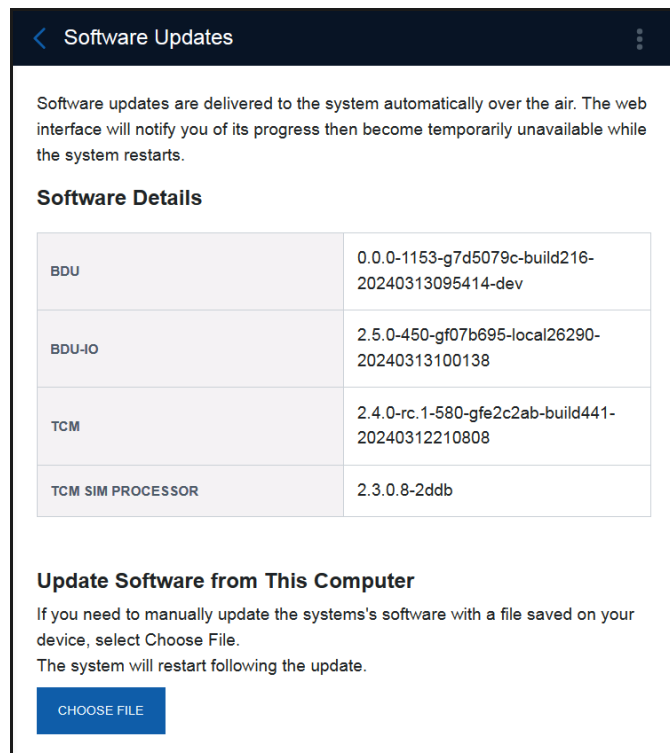 Software Updates
Software updates are delivered to the system automatically over the air. The web
interface will notify you of its progress then become temporarily unavailable while
the system restarts.
Software Details
BDU
0.0.0-1153-g7d5079c-build216-
20240313095414-dev
BDU-IO
2.5.0-450-gf07b695-local26290-
20240313100138
TCM
2.4.0-rc.1-580-gfe2c2ab-build441-
20240312210808
TCM SIM PROCESSOR
2.3.0.8-2ddb
Update Software from This Computer
If you need to manually update the systems's software with a file saved on your
device, select Choose File.
The system will restart following the update.
CHOOSE FILE